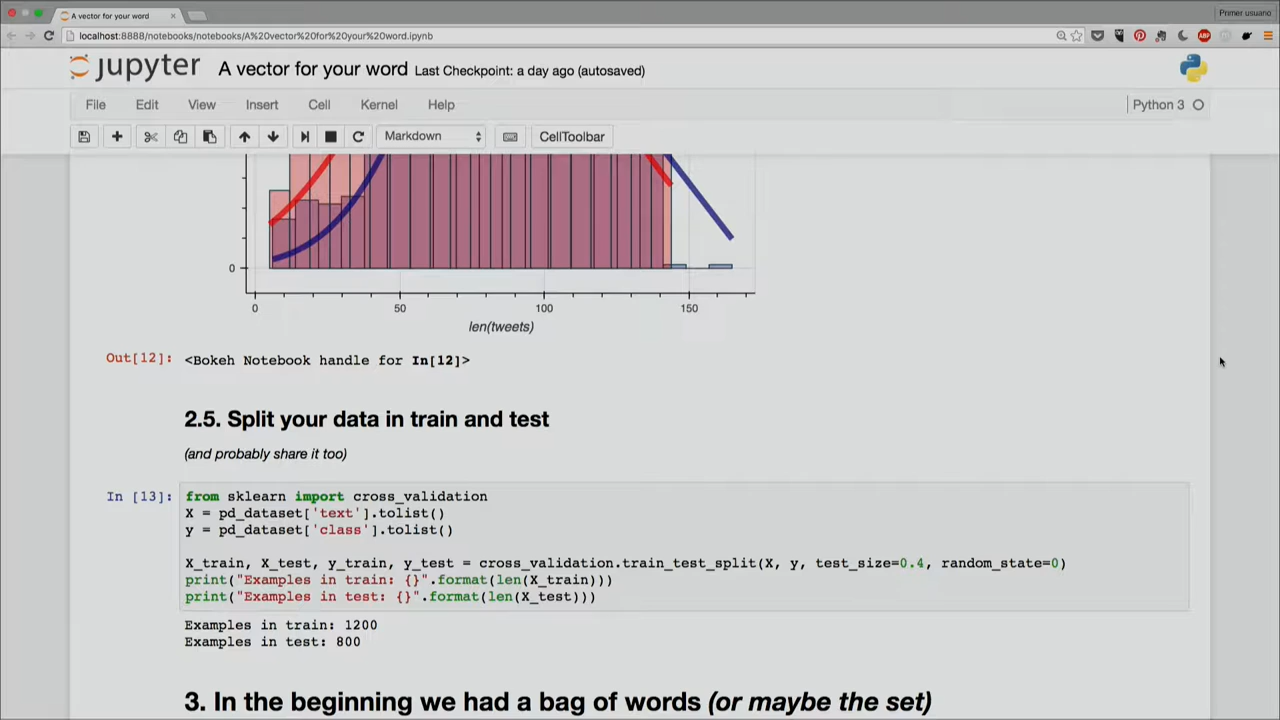 A vector for your word
Primer usuario
localhost:8888/notebooks/notebooks/A%20vector%20for%20your%20word.ipynb
ABP
jupyter A vector for your word Last Checkpoint: a day ago (autosaved)
File Edit View Insert Cell Kernel Help Python 3
Markdown CellToolbar
0
0 50 100 150
len(tweets)
Out[12]: <Bokeh Notebook handle for In[12]>
2.5. Split your data in train and test
(and probably share it too)
In [13]: from sklearn import cross_validation
X = pd_dataset['text'].tolist()
y = pd_dataset['class'].tolist()
X_train, X_test, y_train, y_test = cross_validation.train_test_split(X, y, test_size=0.4, random_state=0)
print("Examples in train: {}".format(len(X_train)))
print("Examples in test: {}".format(len(X_test)))
Examples in train: 1200
Examples in test: 800
3. In the beginning we had a bag of words (or maybe the set)